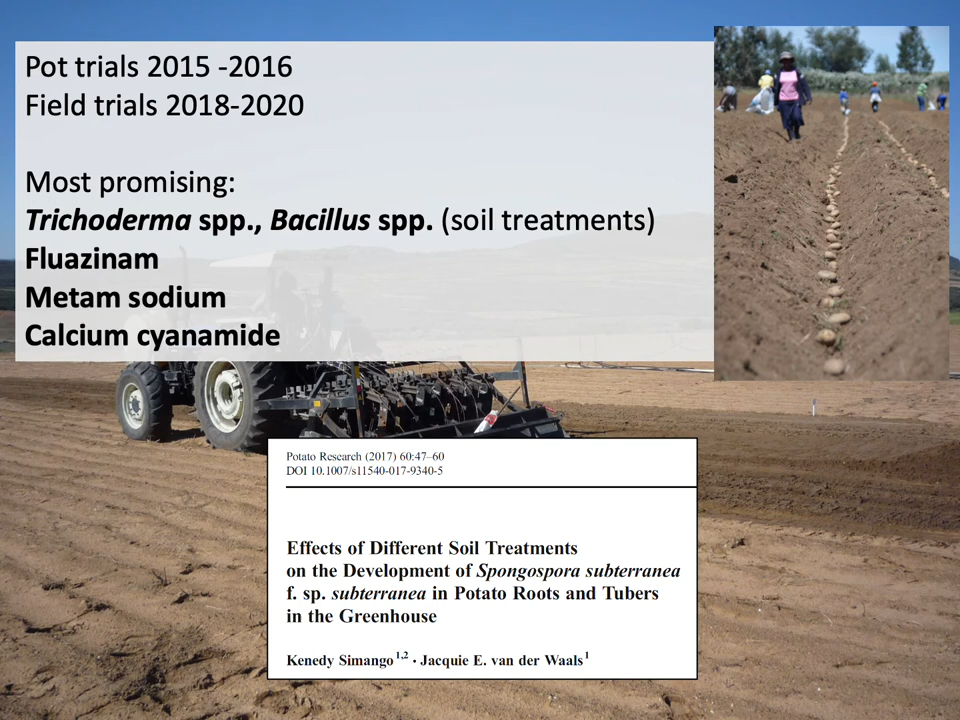 Pot trials 2015 -2016
Field trials 2018-2020
Most promising:
Trichoderma spp., Bacillus spp. (soil treatments)
Fluazinam
Metam sodium
Calcium cyanamide
Potato Research (2017) 60:47–60
DOI 10.1007/s11540-017-9340-5
Effects of Different Soil Treatments
on the Development of Spongospora subterranea
f. sp. subterranea in Potato Roots and Tubers
in the Greenhouse
Kenedy Simango1,2 · Jacquie E. van der Waals1